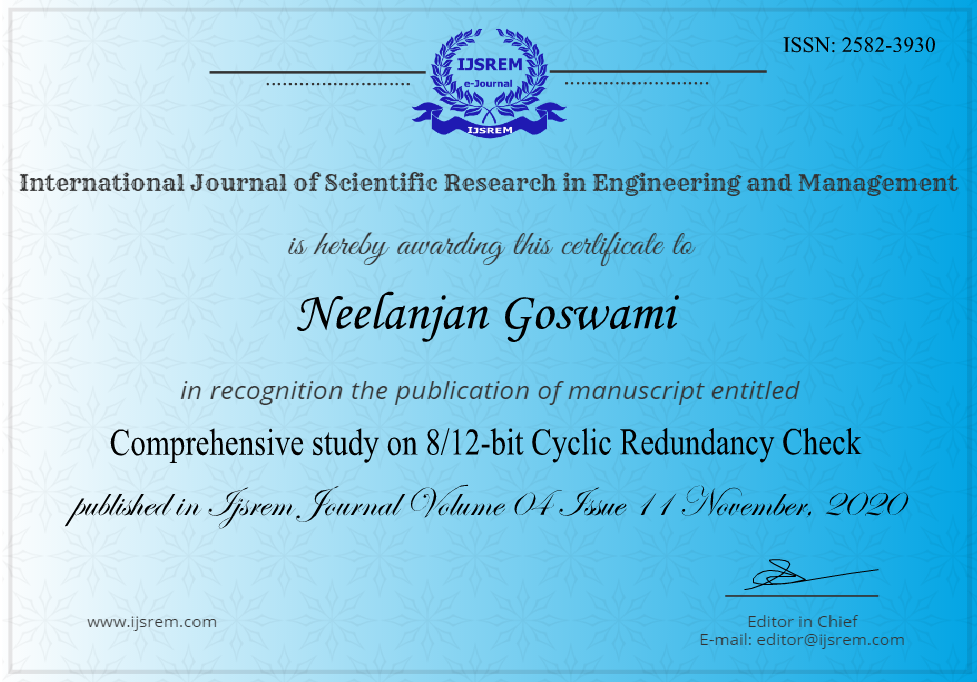 ISSN: 2582-3930
IJSREM
e-Journal
IJSREM
International Journal of Scientific Research in Engineering and Management
is hereby awarding this certificate to
Neelanjan Goswami
in recognition the publication of manuscript entitled
Comprehensive study on 8/12-bit Cyclic Redundancy Check
published in Ijsrem Journal Volume 04 Issue 11 November, 2020
www.ijsrem.com
Editor in Chief
E-mail: editor@ijsrem.com